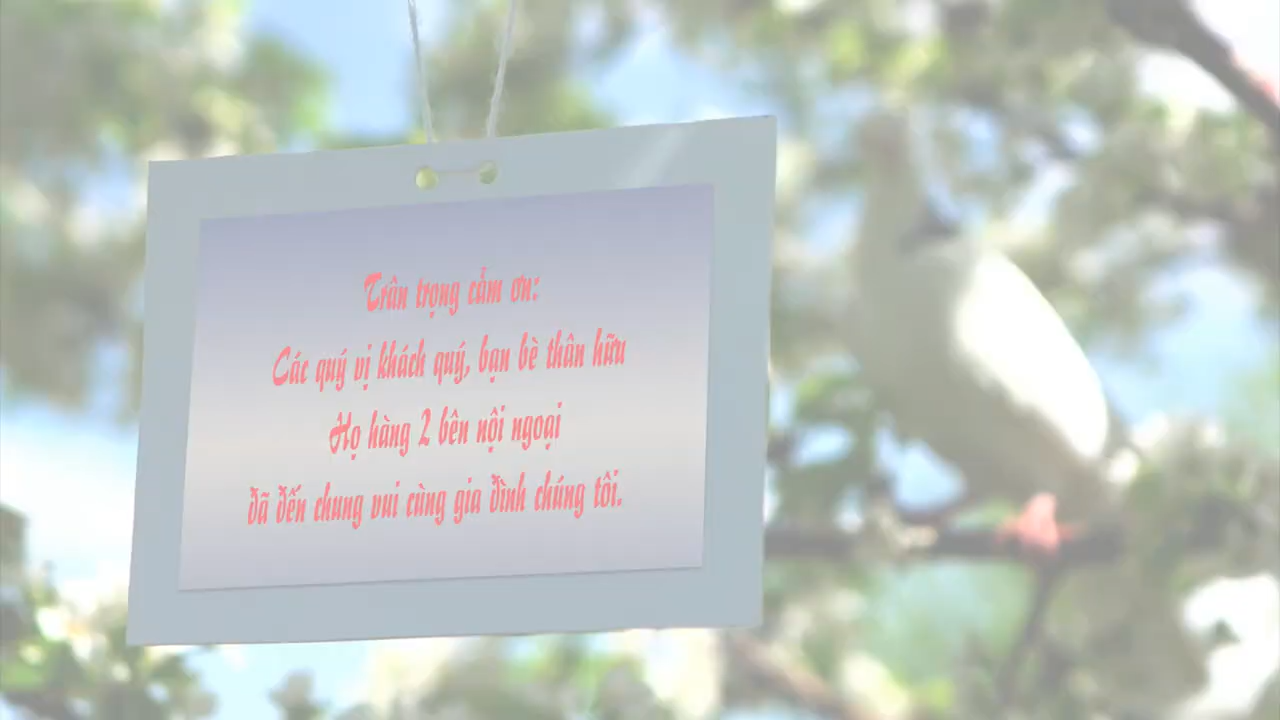 Trân trọng cảm ơn:
Các quý vị khách quý, bạn bè thân hữu
Họ hàng 2 bên nội ngoại
đã đến chung vui cùng gia đình chúng tôi.